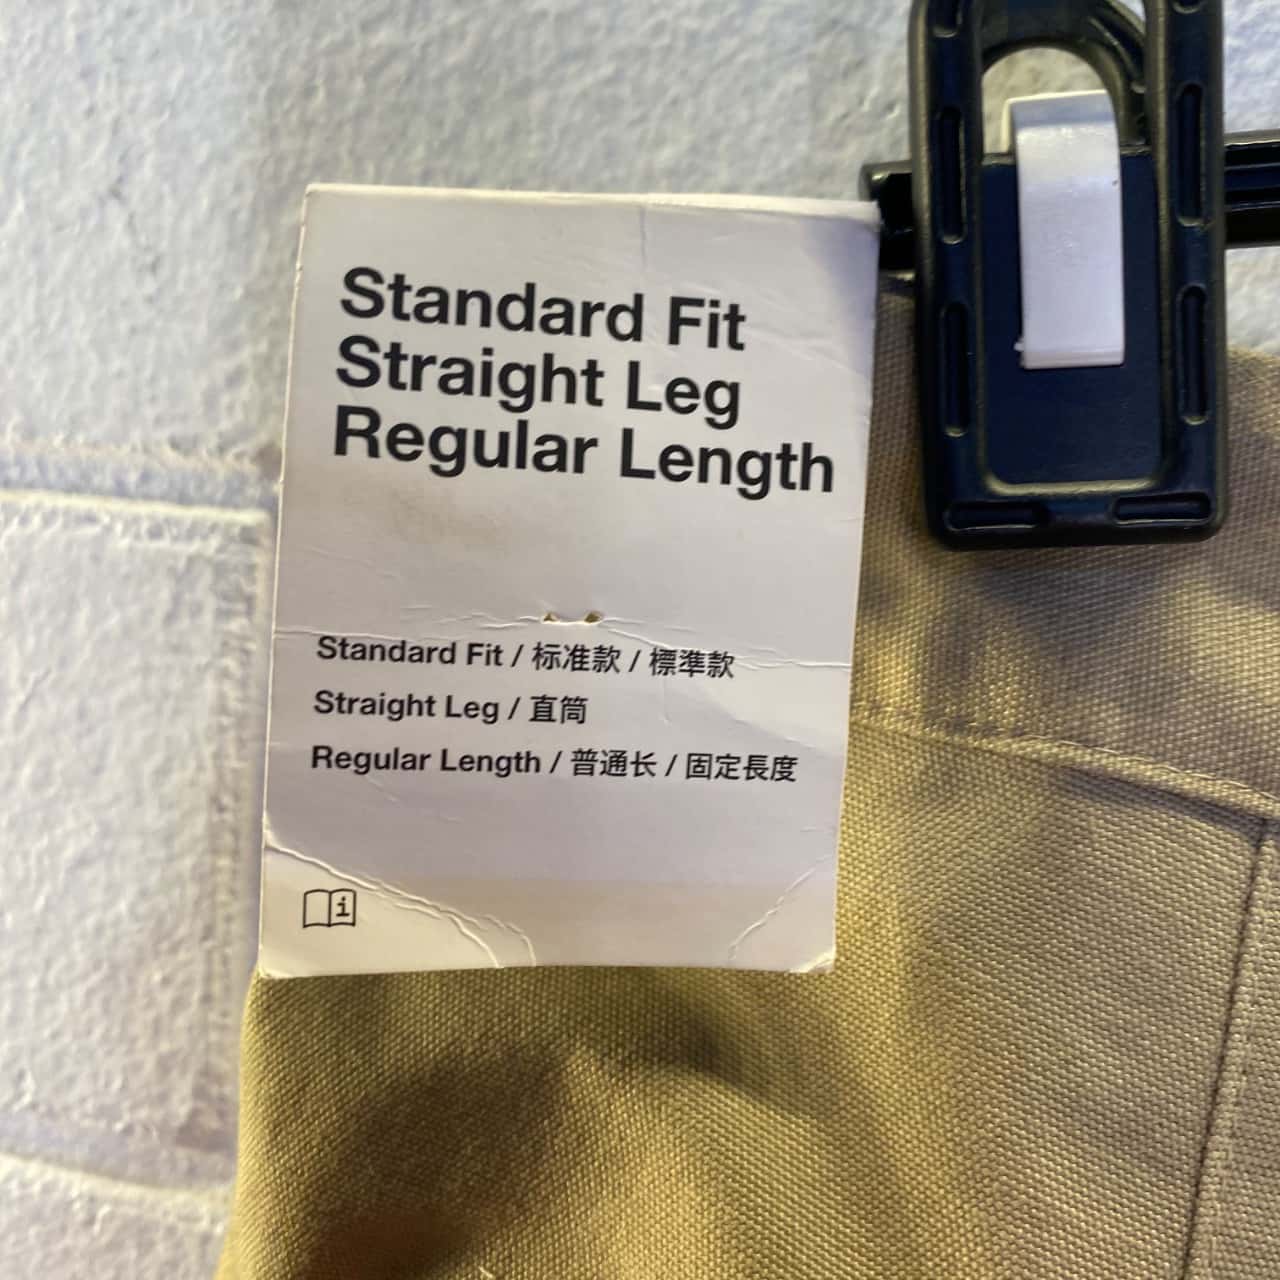 Standard Fit
Straight Leg
Regular Length
Standard Fit / 标准款 / 標準款
Straight Leg / 直筒
Regular Length / 普通长 / 固定長度
i